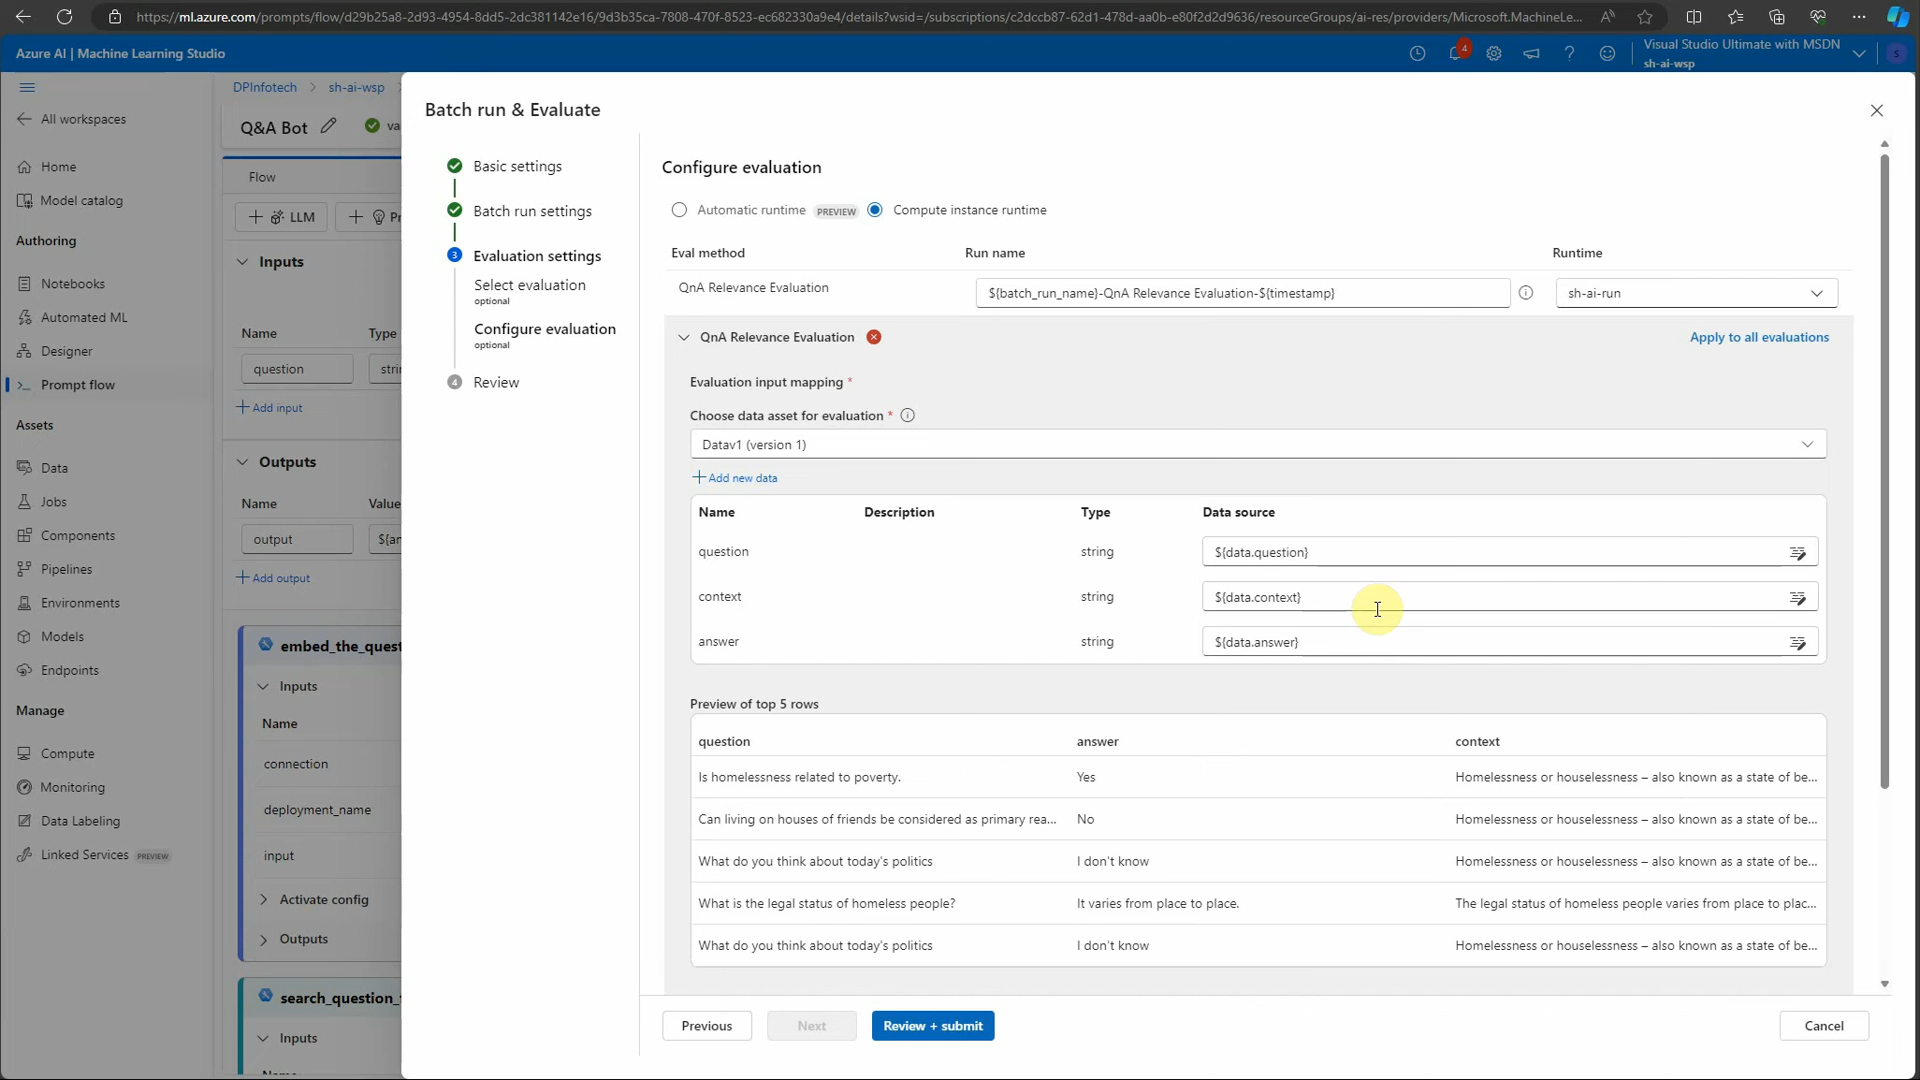 https://ml.azure.com/prompts/flow/d29b25a8-2d93-4954-8dd5-2dc381142e16/9d3b35ca-7808-470f-8523-ec682330a9e4/details?wsid=/subscriptions/c2dccb87-62d1-478d-aa0b-e80f2d2d9636/resourceGroups/ai-res/providers/Microsoft.MachineLe...
Azure AI | Machine Learning Studio
4
Visual Studio Ultimate with MSDN
sh-ai-wsp
S
All workspaces
Home
Model catalog
Authoring
Notebooks
Automated ML
Designer
Prompt flow
Assets
Data
Jobs
Components
Pipelines
Environments
Models
Endpoints
Manage
Compute
Monitoring
Data Labeling
Linked Services PREVIEW
DPInfotech > sh-ai-wsp >
Q&A Bot
va
Flow
+ LLM + P
Inputs
Name Type
question stri
+ Add input
Outputs
Name Value
output ${an
+ Add output
embed_the_quest
Inputs
Name
connection
deployment_name
input
Activate config
Outputs
search_question_
Inputs
Name
Batch run & Evaluate
Basic settings
Batch run settings
3 Evaluation settings
Select evaluation
optional
Configure evaluation
optional
4 Review
Configure evaluation
Automatic runtime PREVIEW Compute instance runtime
Eval method Run name Runtime
QnA Relevance Evaluation ${batch_run_name}-QnA Relevance Evaluation-${timestamp} sh-ai-run
QnA Relevance Evaluation Apply to all evaluations
Evaluation input mapping *
Choose data asset for evaluation *
Datav1 (version 1)
+ Add new data
Name Description Type Data source
question string ${data.question}
context string ${data.context}
answer string ${data.answer}
Preview of top 5 rows
question answer context
Is homelessness related to poverty. Yes Homelessness or houselessness – also known as a state of be...
Can living on houses of friends be considered as primary rea... No Homelessness or houselessness – also known as a state of be...
What do you think about today's politics I don't know Homelessness or houselessness – also known as a state of be...
What is the legal status of homeless people? It varies from place to place. The legal status of homeless people varies from place to plac...
What do you think about today's politics I don't know Homelessness or houselessness – also known as a state of be...
Previous Next Review + submit Cancel